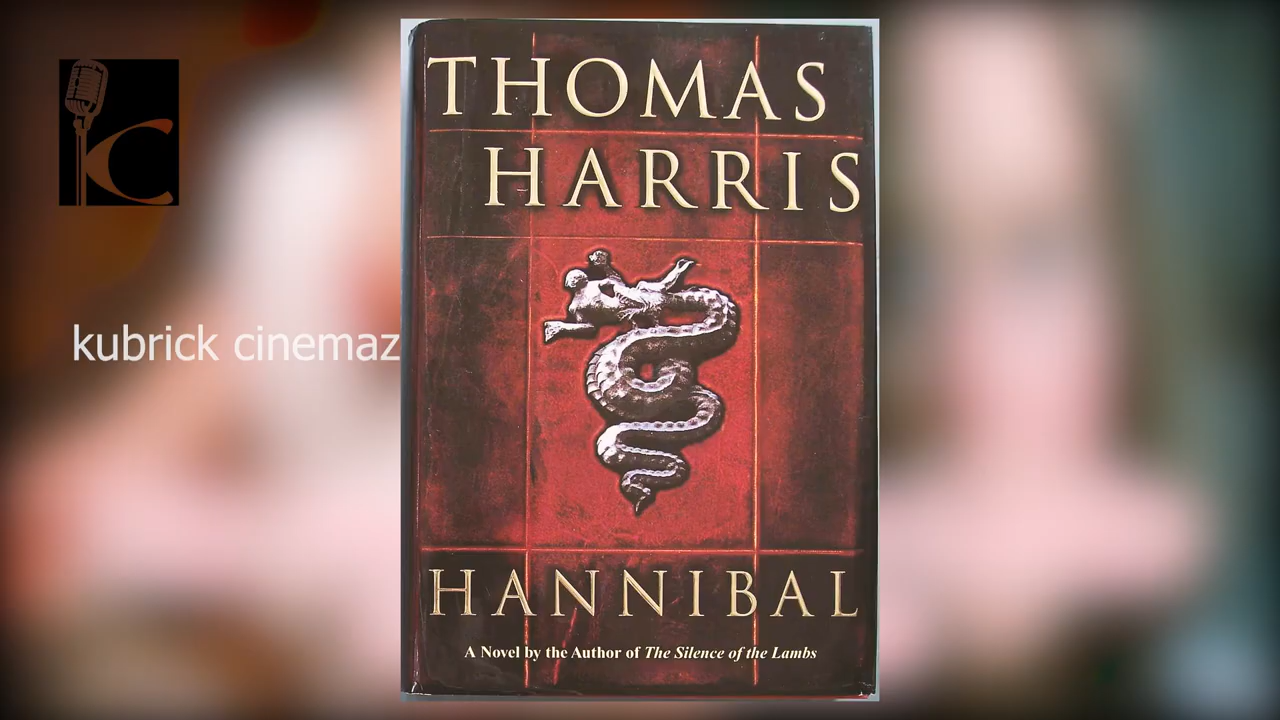 THOMAS
HARRIS
kubrick cinemaz
HANNIBAL
A Novel by the Author of The Silence of the Lambs